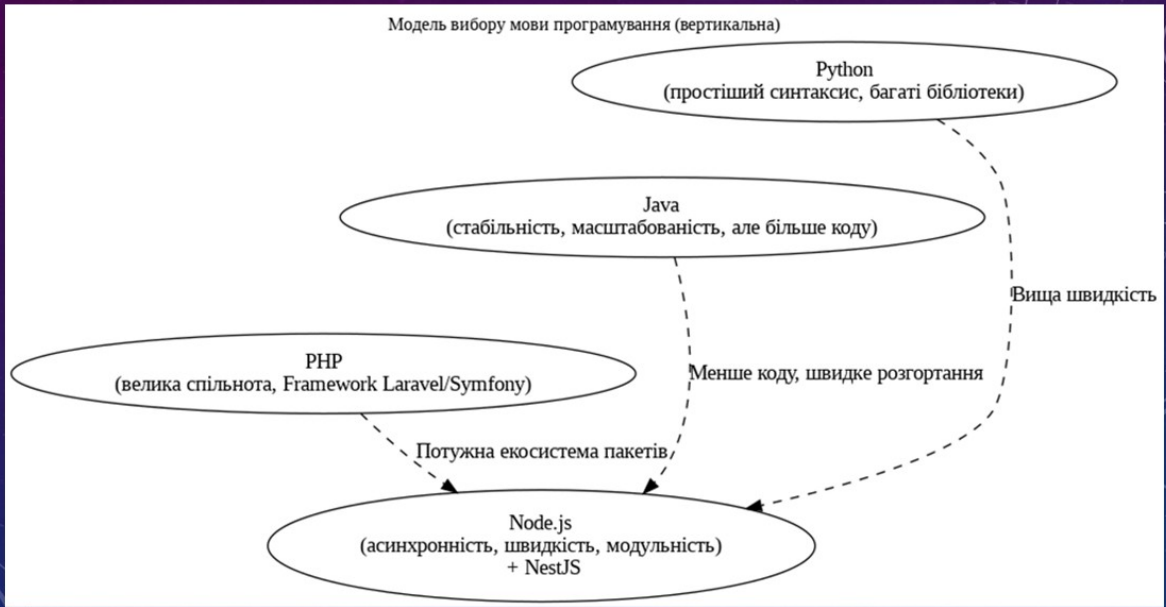 Модель вибору мови програмування (вертикальна)
Python
(простіший синтаксис, багаті бібліотеки)
Java
(стабільність, масштабованість, але більше коду)
Вища швидкість
PHP
(велика спільнота, Framework Laravel/Symfony)
Менше коду, швидке розгортання
Потужна екосистема пакетів
Node.js
(асинхронність, швидкість, модульність)
+ NestJS